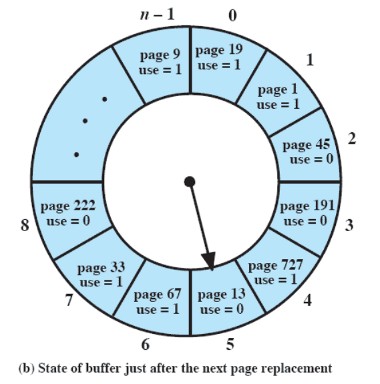 n – 1
0
page 9
use = 1
page 19
use = 1
1
page 1
use = 1
2
page 45
use = 0
page 191
use = 0
3
page 727
use = 1
4
page 13
use = 0
5
page 67
use = 1
6
page 33
use = 1
7
page 222
use = 0
8
(b) State of buffer just after the next page replacement